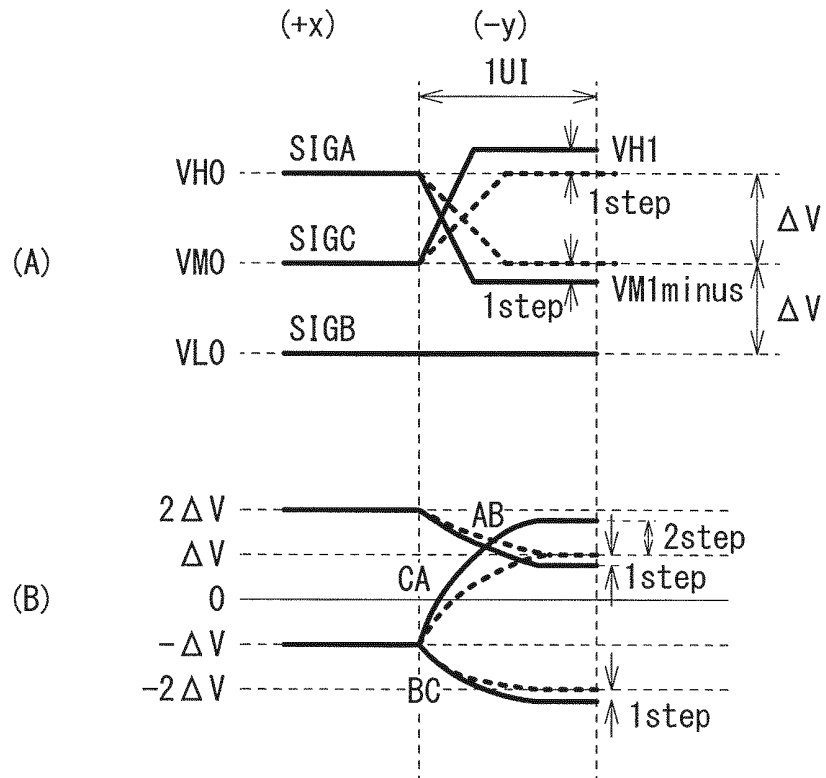 (+x) (-y)
1UI
SIGA
VH0
VH1
1step
ΔV
(A)
SIGC
VM0
1step
VM1minus
ΔV
SIGB
VL0
2ΔV
AB
2step
ΔV
CA
1step
(B)
0
-ΔV
-2ΔV
BC
1step